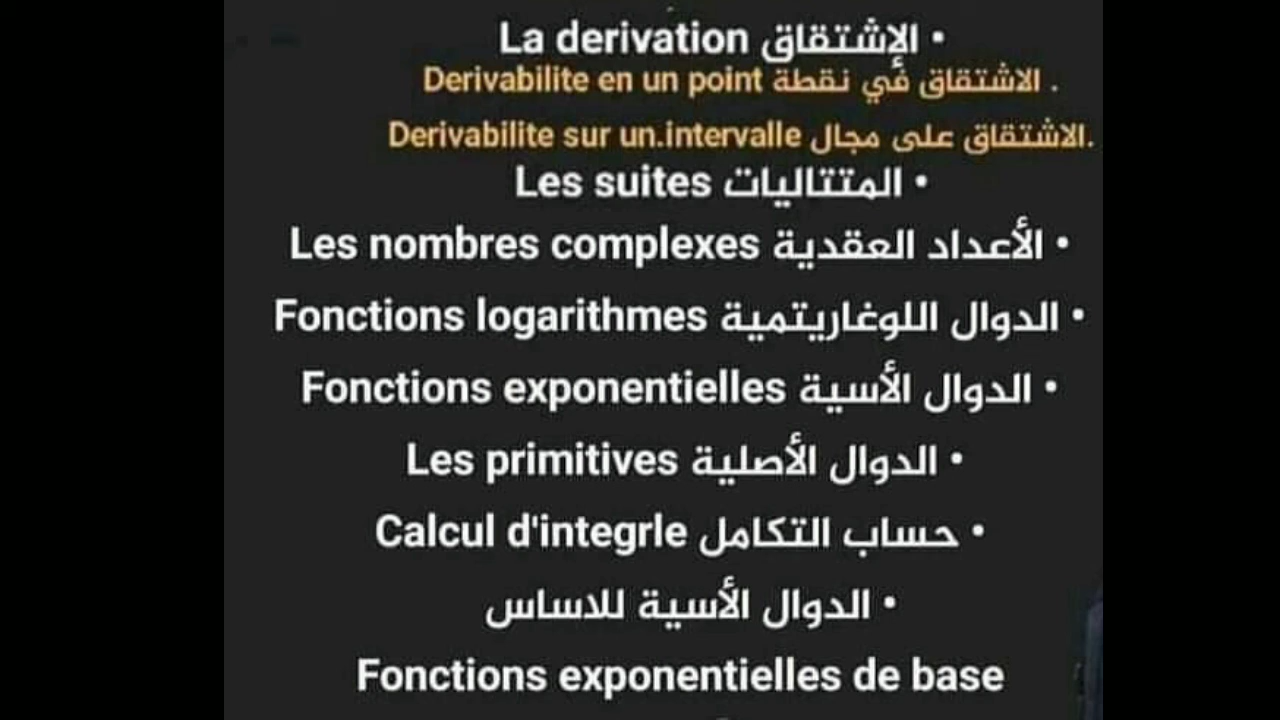 • الإشتقاق La derivation
. الاشتقاق في نقطة Derivabilite en un point
.الاشتقاق على مجال Derivabilite sur un.intervalle
• المتتاليات Les suites
• الأعداد العقدية Les nombres complexes
• الدوال اللوغاريتمية Fonctions logarithmes
• الدوال الأسية Fonctions exponentielles
• الدوال الأصلية Les primitives
• حساب التكامل Calcul d'integrle
• الدوال الأسية للاساس
Fonctions exponentielles de base